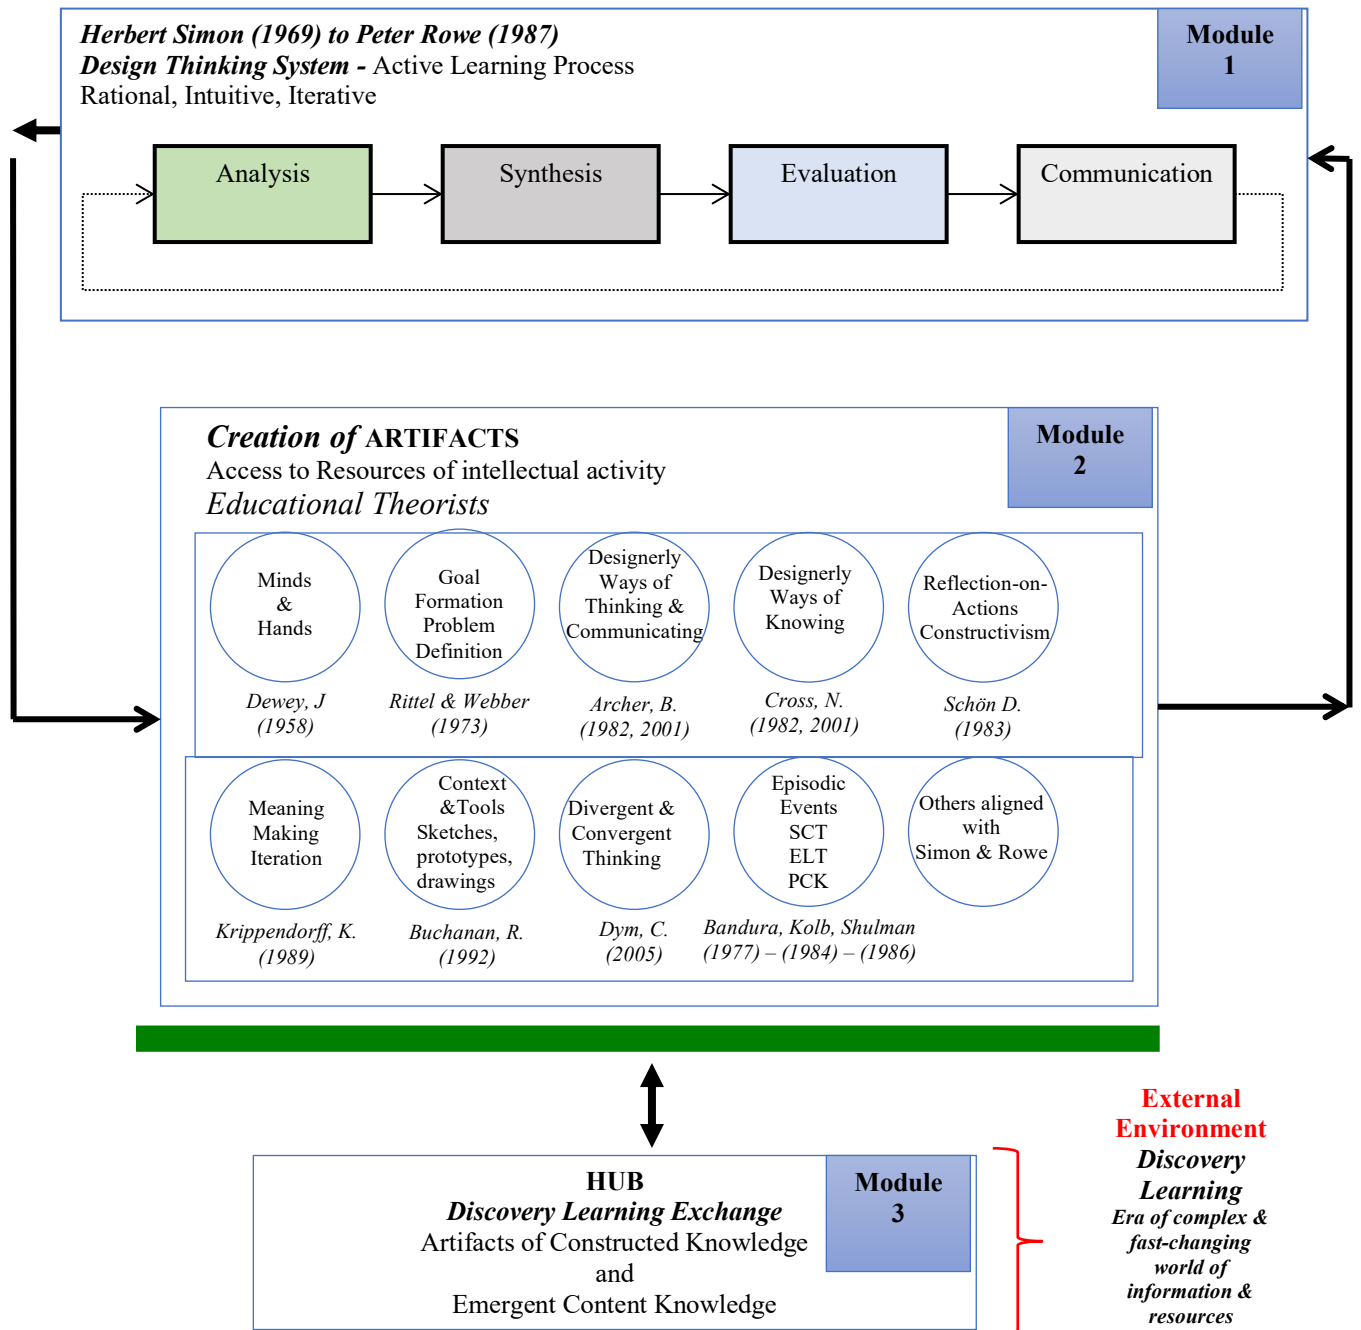 Herbert Simon (1969) to Peter Rowe (1987)
Design Thinking System - Active Learning Process
Rational, Intuitive, Iterative
Module
1
Analysis
Synthesis
Evaluation
Communication
Creation of ARTIFACTS
Access to Resources of intellectual activity
Educational Theorists
Module
2
Minds
&
Hands
Goal
Formation
Problem
Definition
Designerly
Ways of
Thinking &
Communicating
Designerly
Ways of
Knowing
Reflection-on-
Actions
Constructivism
Dewey, J
(1958)
Rittel & Webber
(1973)
Archer, B.
(1982, 2001)
Cross, N.
(1982, 2001)
Schön D.
(1983)
Meaning
Making
Iteration
Context
&Tools
Sketches,
prototypes,
drawings
Divergent &
Convergent
Thinking
Episodic
Events
SCT
ELT
PCK
Others aligned
with
Simon & Rowe
Krippendorff, K.
(1989)
Buchanan, R.
(1992)
Dym, C.
(2005)
Bandura, Kolb, Shulman
(1977) – (1984) – (1986)
HUB
Discovery Learning Exchange
Artifacts of Constructed Knowledge
and
Emergent Content Knowledge
Module
3
External
Environment
Discovery
Learning
Era of complex &
fast-changing
world of
information &
resources